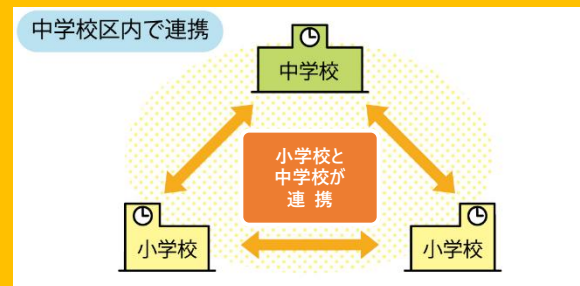 中学校区内で連携
中学校
小学校と
中学校が
連 携
小学校
小学校